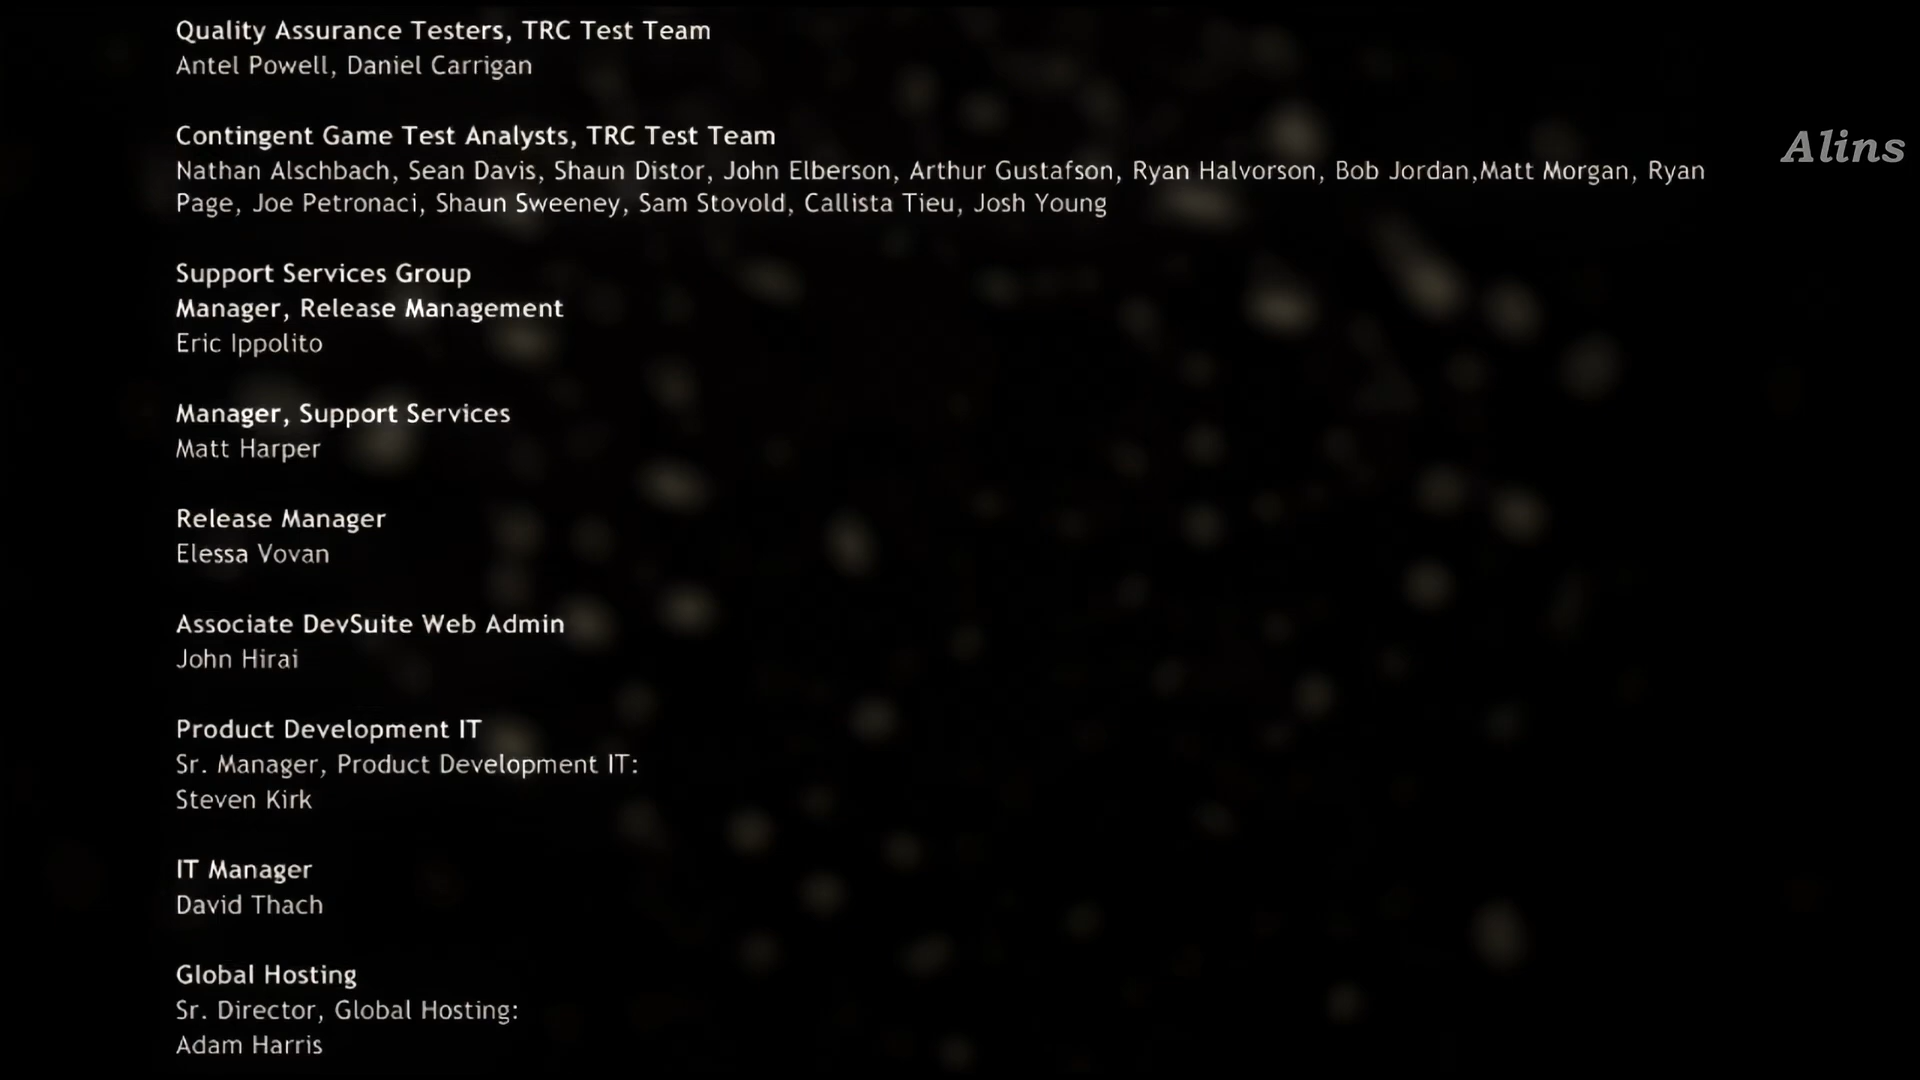 Quality Assurance Testers, TRC Test Team
Antel Powell, Daniel Carrigan
Contingent Game Test Analysts, TRC Test Team
Nathan Alschbach, Sean Davis, Shaun Distor, John Elberson, Arthur Gustafson, Ryan Halvorson, Bob Jordan,Matt Morgan, Ryan
Page, Joe Petronaci, Shaun Sweeney, Sam Stovold, Callista Tieu, Josh Young
Alins
Support Services Group
Manager, Release Management
Eric Ippolito
Manager, Support Services
Matt Harper
Release Manager
Elessa Vovan
Associate DevSuite Web Admin
John Hirai
Product Development IT
Sr. Manager, Product Development IT:
Steven Kirk
IT Manager
David Thach
Global Hosting
Sr. Director, Global Hosting:
Adam Harris